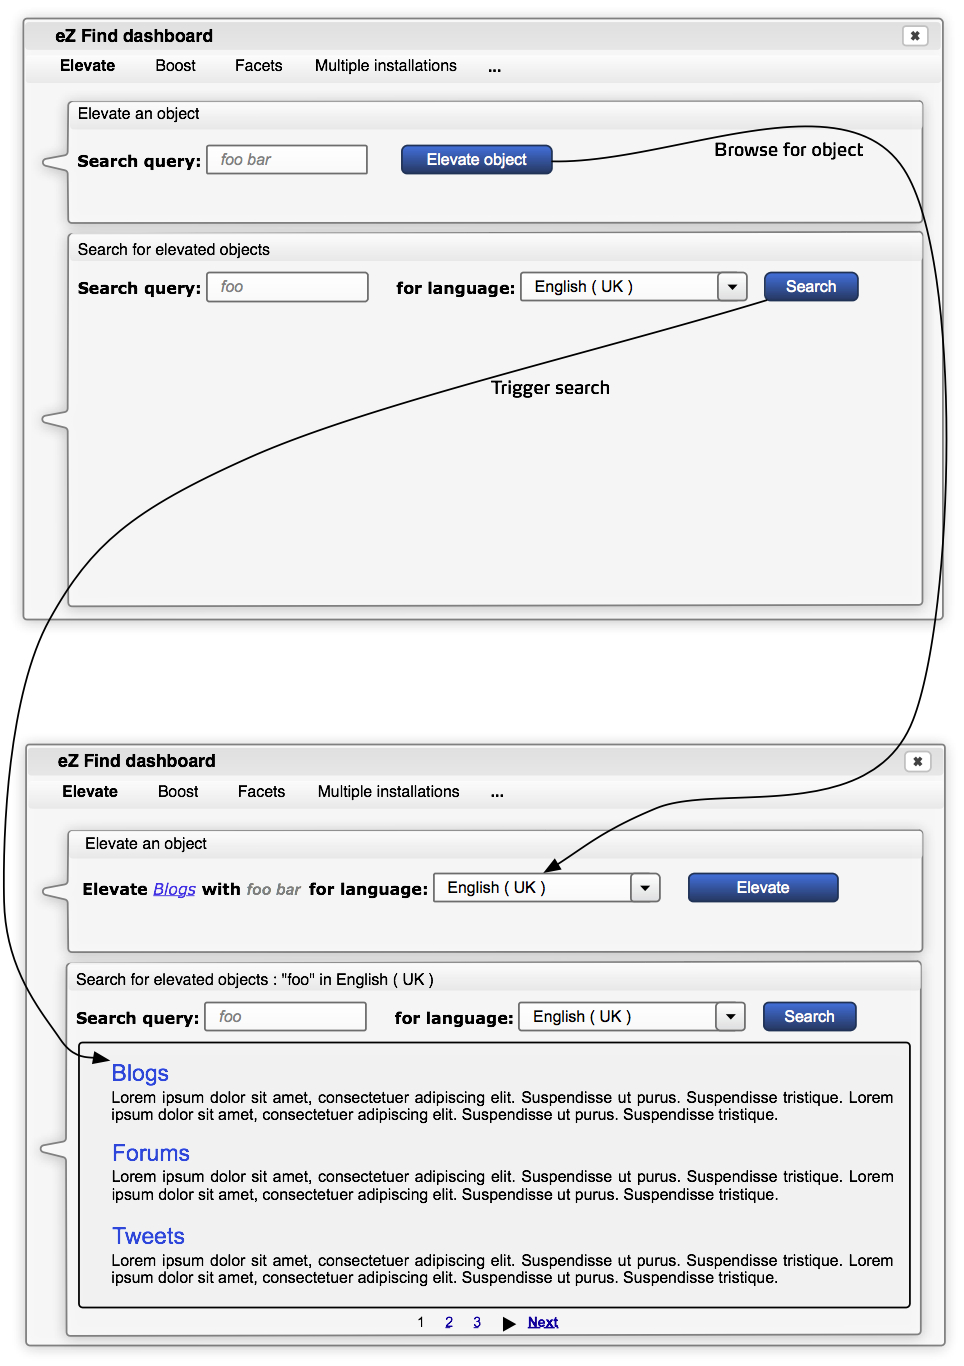 eZ Find dashboard
Elevate Boost Facets Multiple installations ...
Elevate an object
Search query: foo bar Elevate object
Browse for object
Search for elevated objects
Search query: foo for language: English ( UK ) Search
Trigger search
eZ Find dashboard
Elevate Boost Facets Multiple installations ...
Elevate an object
Elevate Blogs with foo bar for language: English ( UK ) Elevate
Search for elevated objects : "foo" in English ( UK )
Search query: foo for language: English ( UK ) Search
Blogs
Lorem ipsum dolor sit amet, consectetuer adipiscing elit. Suspendisse ut purus. Suspendisse tristique. Lorem
ipsum dolor sit amet, consectetuer adipiscing elit. Suspendisse ut purus. Suspendisse tristique.
Forums
Lorem ipsum dolor sit amet, consectetuer adipiscing elit. Suspendisse ut purus. Suspendisse tristique. Lorem
ipsum dolor sit amet, consectetuer adipiscing elit. Suspendisse ut purus. Suspendisse tristique.
Tweets
Lorem ipsum dolor sit amet, consectetuer adipiscing elit. Suspendisse ut purus. Suspendisse tristique. Lorem
ipsum dolor sit amet, consectetuer adipiscing elit. Suspendisse ut purus. Suspendisse tristique.
1 2 3 Next